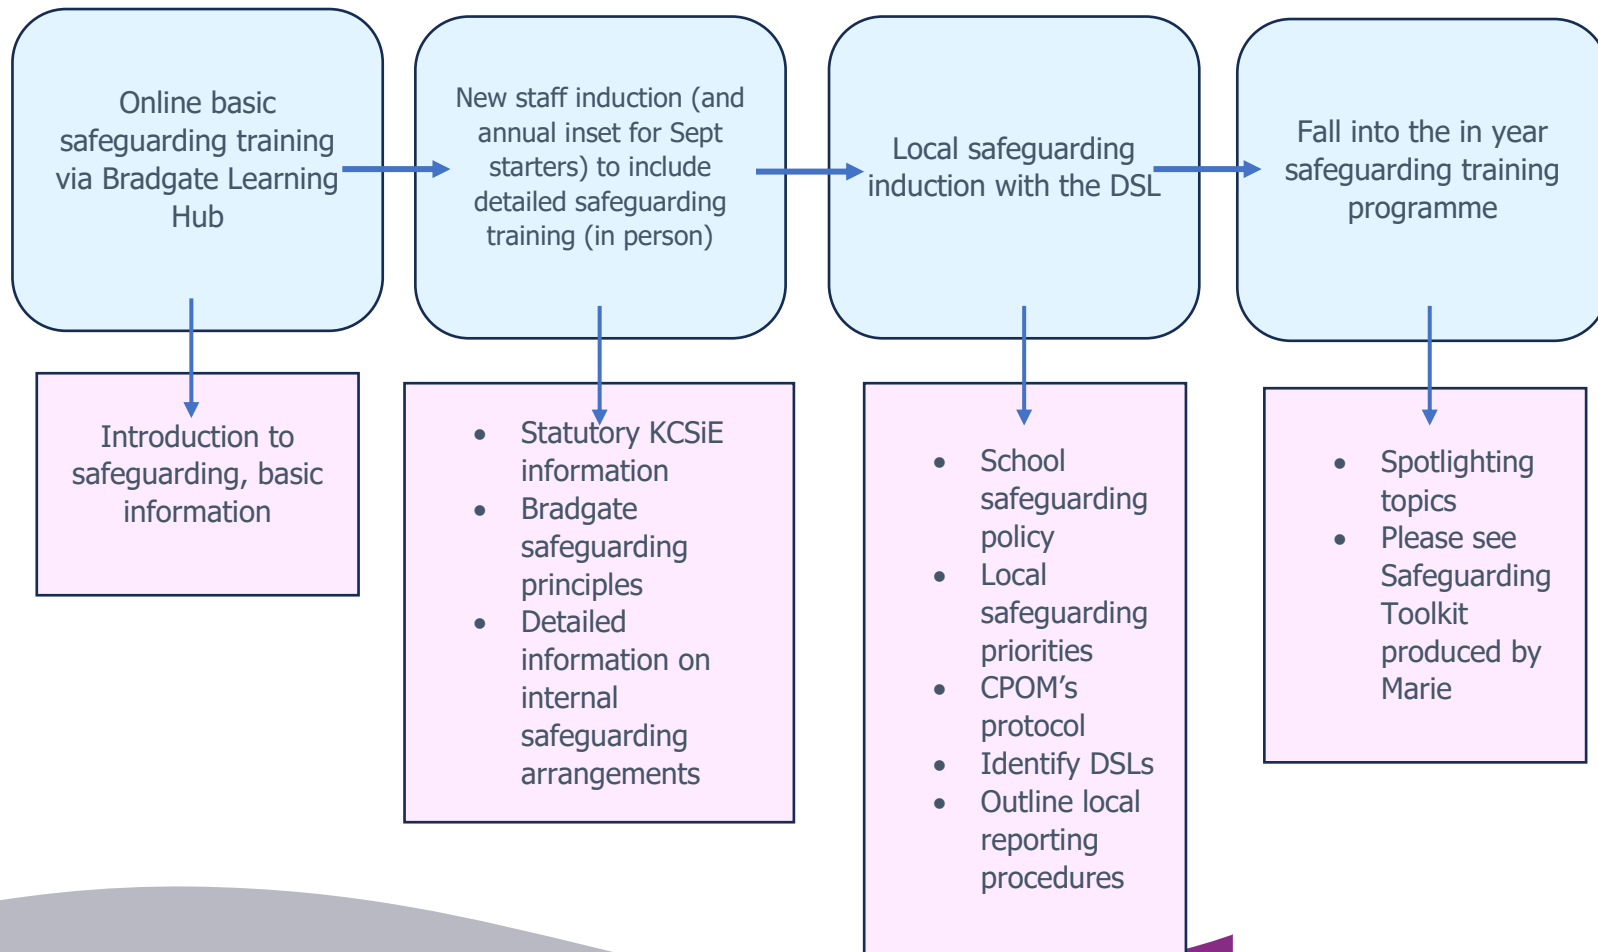 Online basic
safeguarding training
via Bradgate Learning
Hub
New staff induction (and
annual inset for Sept
starters) to include
detailed safeguarding
training (in person)
Local safeguarding
induction with the DSL
Fall into the in year
safeguarding training
programme
Introduction to
safeguarding, basic
information
• Statutory KCSiE
information
• Bradgate
safeguarding
principles
• Detailed
information on
internal
safeguarding
arrangements
• School
safeguarding
policy
• Local
safeguarding
priorities
• CPOM’s
protocol
• Identify DSLs
• Outline local
reporting
procedures
• Spotlighting
topics
• Please see
Safeguarding
Toolkit
produced by
Marie